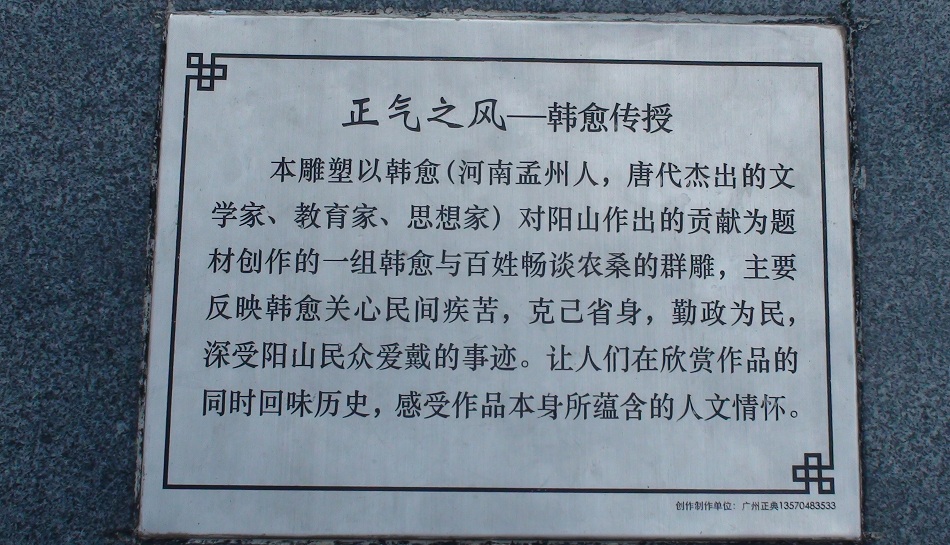 正气之风——韩愈传授
本雕塑以韩愈（河南孟州人，唐代杰出的文
学家、教育家、思想家）对阳山作出的贡献为题
材创作的一组韩愈与百姓畅谈农桑的群雕，主要
反映韩愈关心民间疾苦，克己省身，勤政为民，
深受阳山民众爱戴的事迹。让人们在欣赏作品的
同时回味历史，感受作品本身所蕴含的人文情怀。
创作制作单位：广州正典13570483533